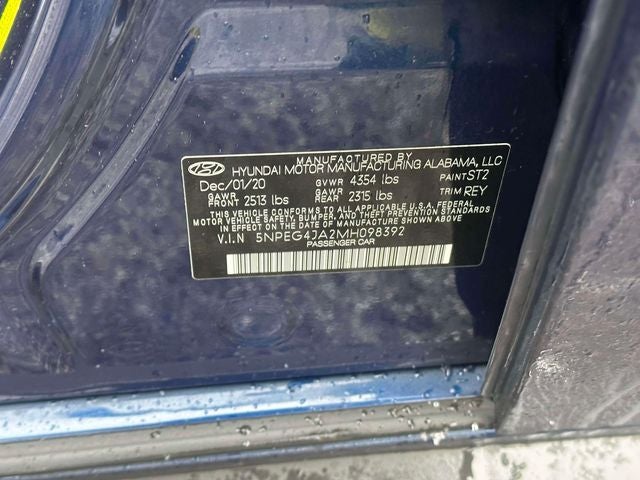 MANUFACTURED BY
HYUNDAI MOTOR MANUFACTURING ALABAMA, LLC
Dec/01/20 GVWR 4354 lbs PAINT ST2
GAWR FRONT 2513 lbs GAWR REAR 2315 lbs TRIM REY
THIS VEHICLE CONFORMS TO ALL APPLICABLE U.S.A. FEDERAL
MOTOR VEHICLE SAFETY, BUMPER, AND THEFT PREVENTION
STANDARDS IN EFFECT ON THE DATE OF MANUFACTURE SHOWN ABOVE.
V.I.N 5NPEG4JA2MH098392
PASSENGER CAR